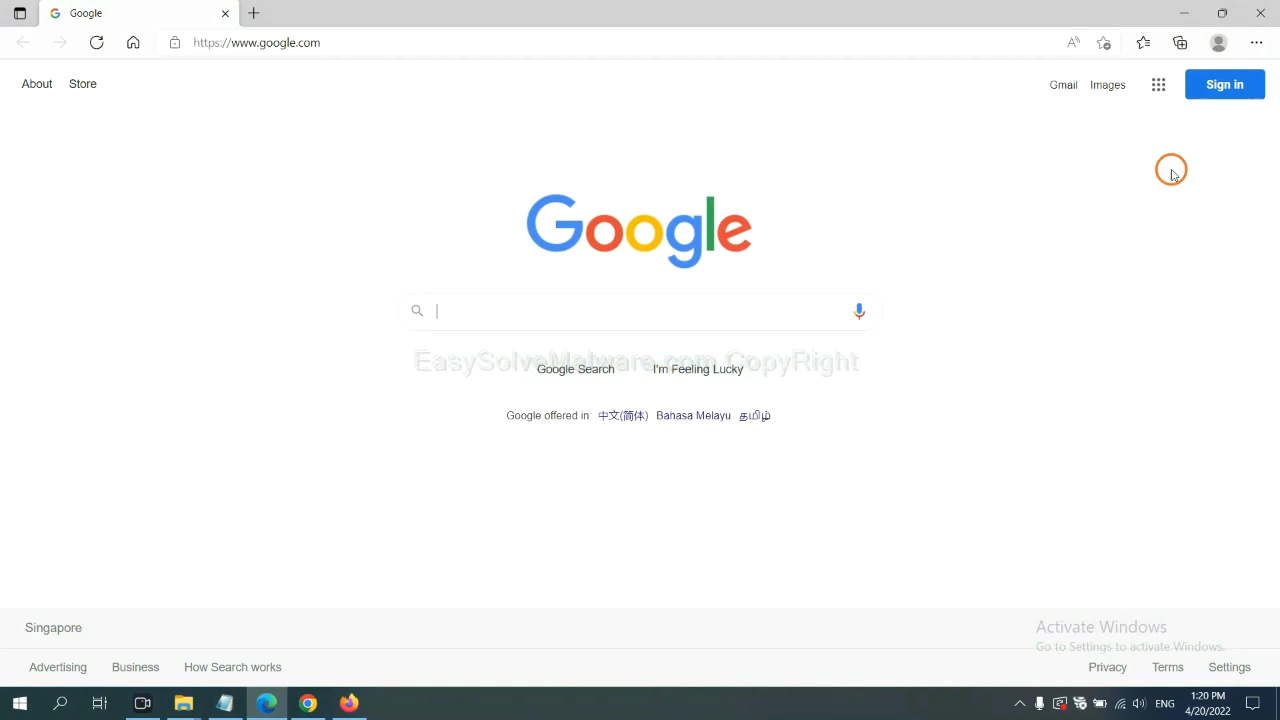 Google
https://www.google.com
About Store
Gmail Images Sign in
Google
EasySolveMalware.com CopyRight
Google Search I'm Feeling Lucky
Google offered in: 中文(简体) Bahasa Melayu தமிழ்
Singapore
Activate Windows
Go to Settings to activate Windows.
Advertising Business How Search works
Privacy Terms Settings
ENG
1:20 PM
4/20/2022